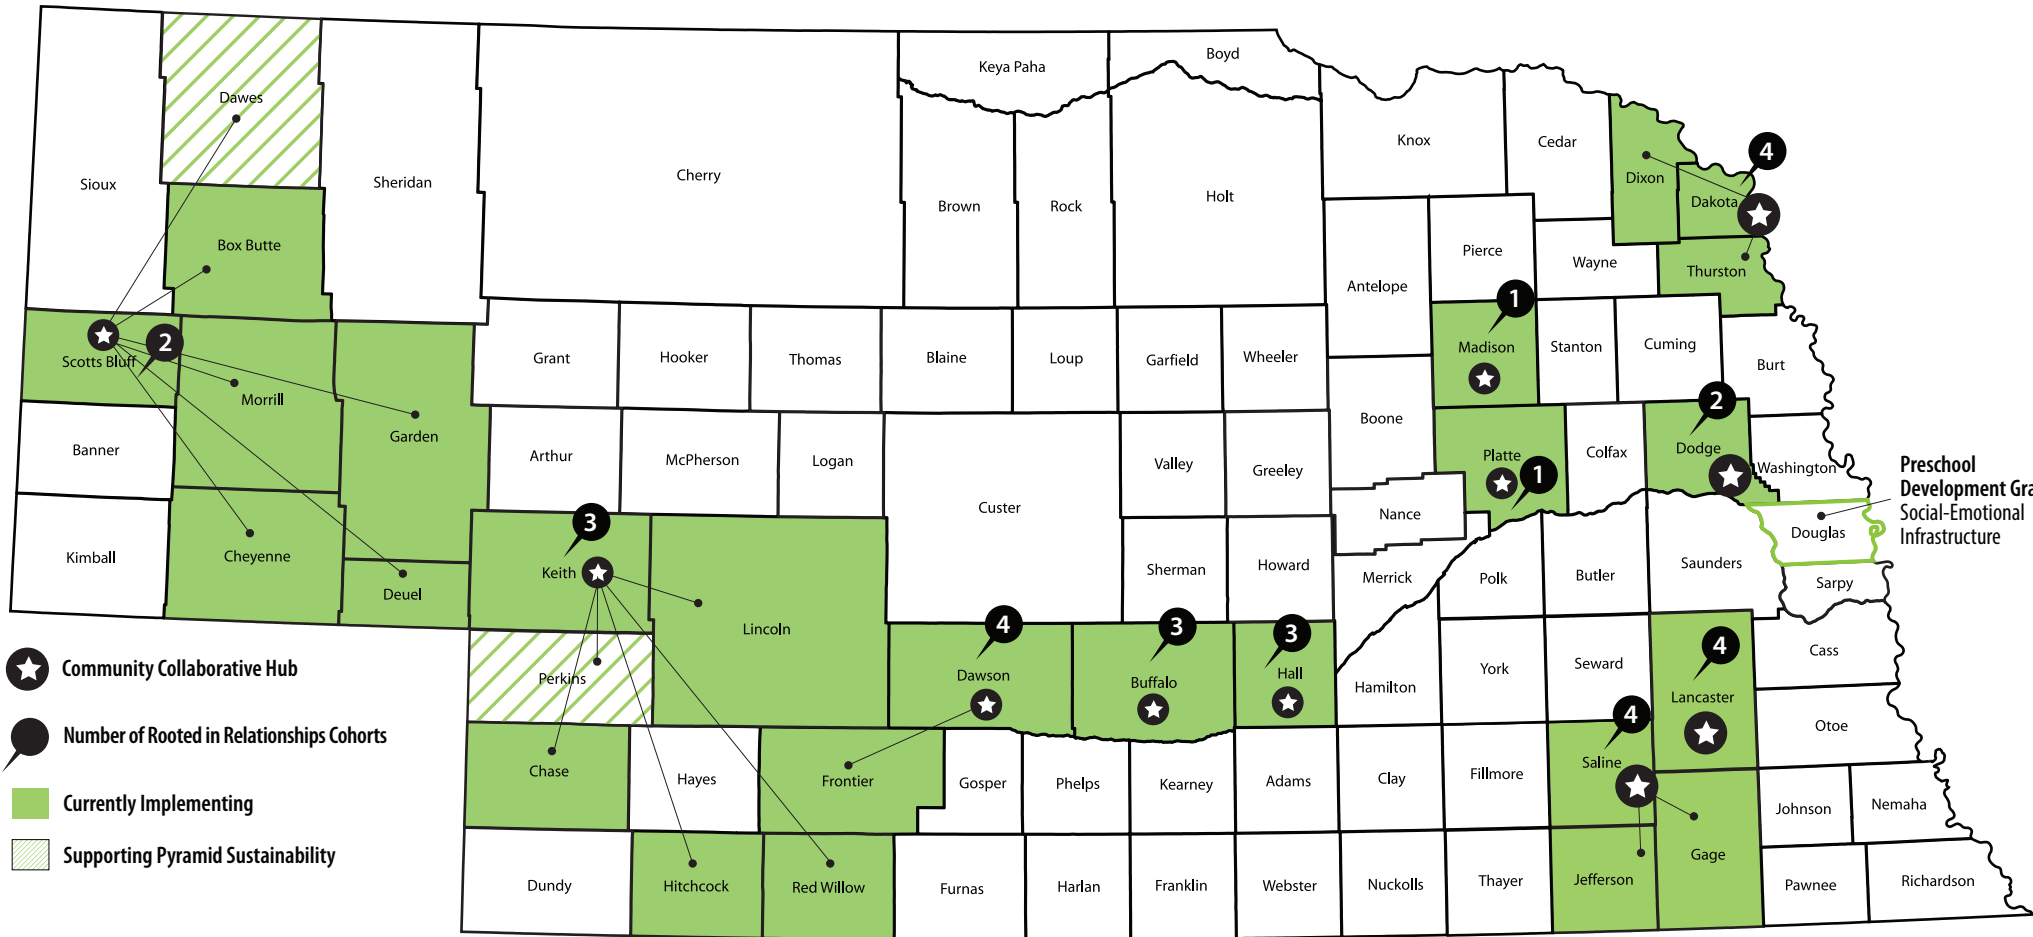 Dawes
Keya Paha
Boyd
Sioux
Sheridan
Cherry
Brown
Rock
Holt
Knox
Cedar
Dixon
4
Dakota
Box Butte
Antelope
Pierce
Wayne
Thurston
Scotts Bluff
2
Morrill
Garden
Grant
Hooker
Thomas
Blaine
Loup
Garfield
Wheeler
1
Madison
Stanton
Cuming
Burt
Banner
Arthur
McPherson
Logan
Custer
Valley
Greeley
Boone
Platte
1
Colfax
2
Dodge
Washington
Preschool
Development Gra
Social-Emotional
Infrastructure
Kimball
Cheyenne
Deuel
3
Keith
Lincoln
Sherman
Howard
Nance
Merrick
Polk
Butler
Saunders
Douglas
Sarpy
Perkins
4
Dawson
3
Buffalo
3
Hall
Hamilton
York
Seward
4
Lancaster
Cass
Otoe
Chase
Hayes
Frontier
Gosper
Phelps
Kearney
Adams
Clay
Fillmore
4
Saline
Gage
Johnson
Nemaha
Dundy
Hitchcock
Red Willow
Furnas
Harlan
Franklin
Webster
Nuckolls
Thayer
Jefferson
Pawnee
Richardson
Community Collaborative Hub
Number of Rooted in Relationships Cohorts
Currently Implementing
Supporting Pyramid Sustainability